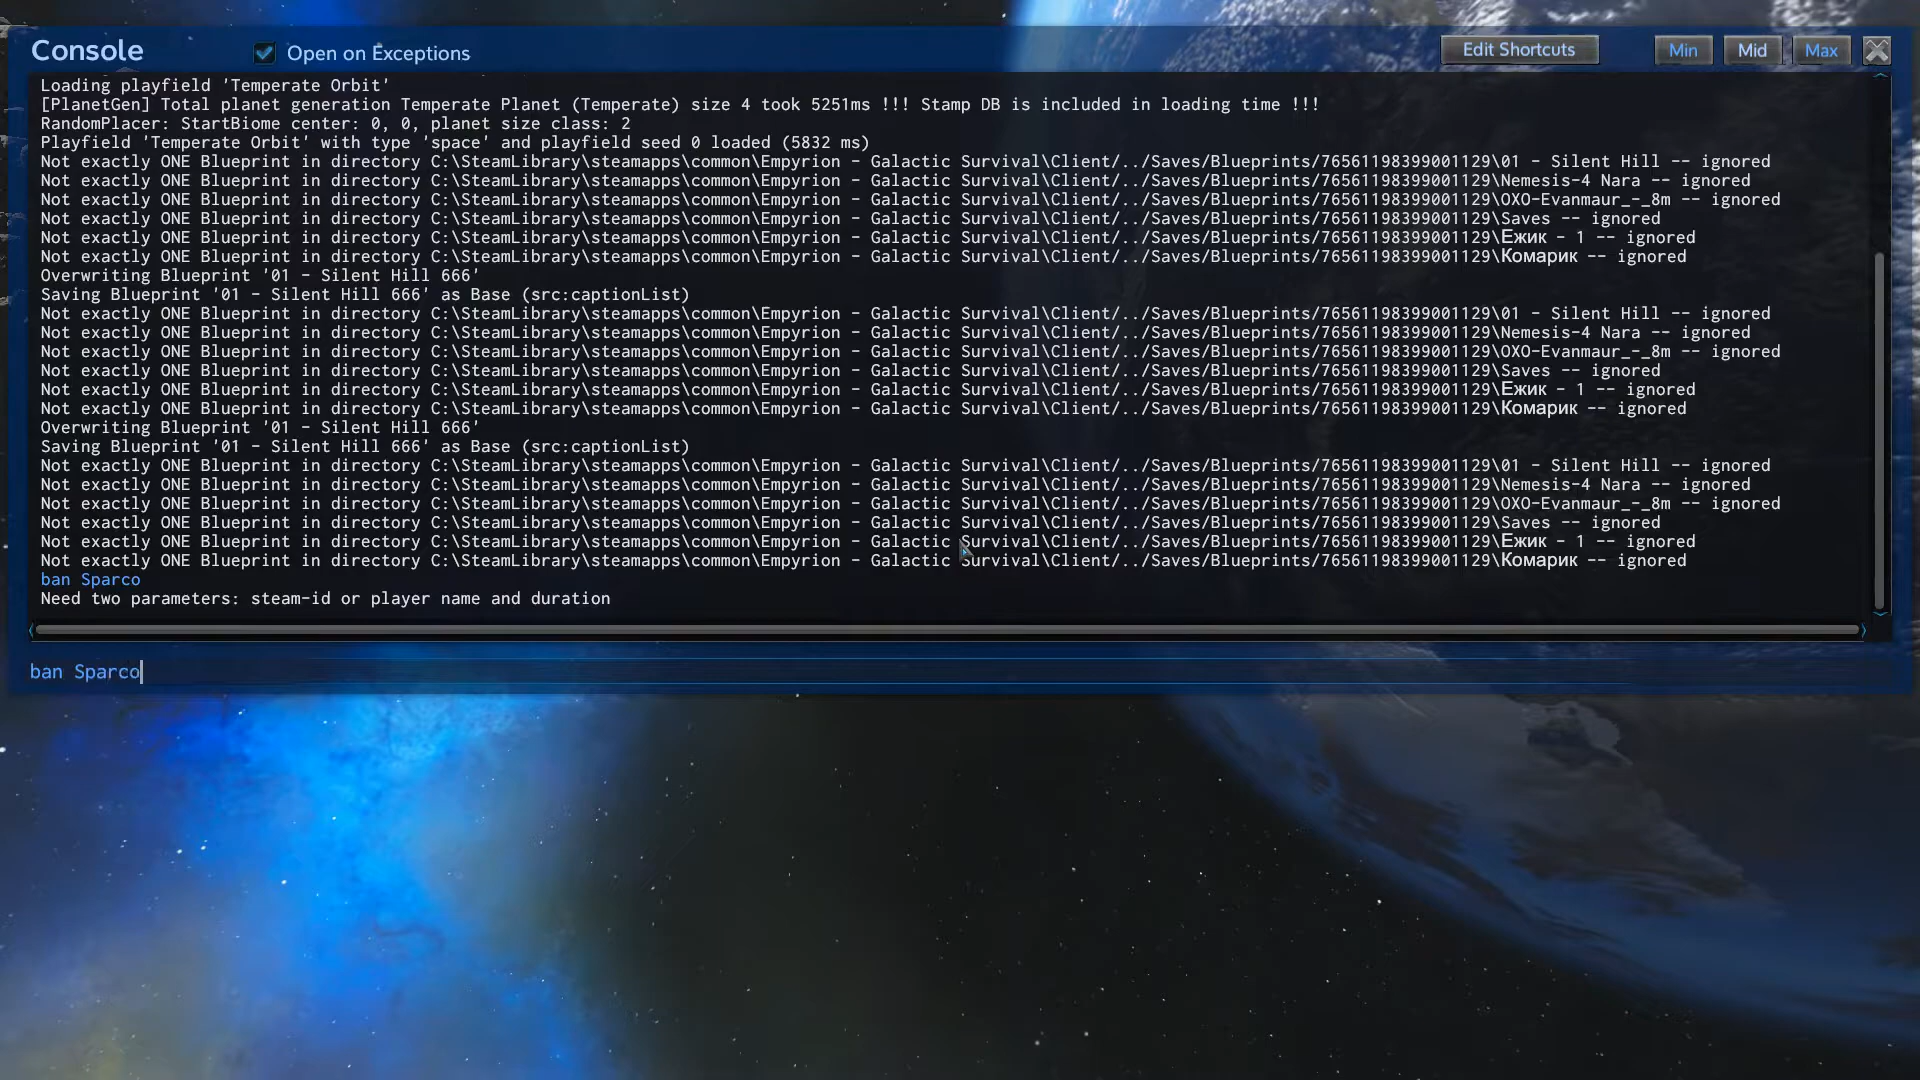 Console
Open on Exceptions
Edit Shortcuts
Min
Mid
Max
Loading playfield 'Temperate Orbit'
[PlanetGen] Total planet generation Temperate Planet (Temperate) size 4 took 5251ms !!! Stamp DB is included in loading time !!!
RandomPlacer: StartBiome center: 0, 0, planet size class: 2
Playfield 'Temperate Orbit' with type 'space' and playfield seed 0 loaded (5832 ms)
Not exactly ONE Blueprint in directory C:\SteamLibrary\steamapps\common\Empyrion - Galactic Survival\Client/../Saves/Blueprints/76561198399001129\01 - Silent Hill -- ignored
Not exactly ONE Blueprint in directory C:\SteamLibrary\steamapps\common\Empyrion - Galactic Survival\Client/../Saves/Blueprints/76561198399001129\Nemesis-4 Nara -- ignored
Not exactly ONE Blueprint in directory C:\SteamLibrary\steamapps\common\Empyrion - Galactic Survival\Client/../Saves/Blueprints/76561198399001129\OXO-Evanmaur_-_8m -- ignored
Not exactly ONE Blueprint in directory C:\SteamLibrary\steamapps\common\Empyrion - Galactic Survival\Client/../Saves/Blueprints/76561198399001129\Saves -- ignored
Not exactly ONE Blueprint in directory C:\SteamLibrary\steamapps\common\Empyrion - Galactic Survival\Client/../Saves/Blueprints/76561198399001129\Ежик - 1 -- ignored
Not exactly ONE Blueprint in directory C:\SteamLibrary\steamapps\common\Empyrion - Galactic Survival\Client/../Saves/Blueprints/76561198399001129\Комарик -- ignored
Overwriting Blueprint '01 - Silent Hill 666'
Saving Blueprint '01 - Silent Hill 666' as Base (src:captionList)
Not exactly ONE Blueprint in directory C:\SteamLibrary\steamapps\common\Empyrion - Galactic Survival\Client/../Saves/Blueprints/76561198399001129\01 - Silent Hill -- ignored
Not exactly ONE Blueprint in directory C:\SteamLibrary\steamapps\common\Empyrion - Galactic Survival\Client/../Saves/Blueprints/76561198399001129\Nemesis-4 Nara -- ignored
Not exactly ONE Blueprint in directory C:\SteamLibrary\steamapps\common\Empyrion - Galactic Survival\Client/../Saves/Blueprints/76561198399001129\OXO-Evanmaur_-_8m -- ignored
Not exactly ONE Blueprint in directory C:\SteamLibrary\steamapps\common\Empyrion - Galactic Survival\Client/../Saves/Blueprints/76561198399001129\Saves -- ignored
Not exactly ONE Blueprint in directory C:\SteamLibrary\steamapps\common\Empyrion - Galactic Survival\Client/../Saves/Blueprints/76561198399001129\Ежик - 1 -- ignored
Not exactly ONE Blueprint in directory C:\SteamLibrary\steamapps\common\Empyrion - Galactic Survival\Client/../Saves/Blueprints/76561198399001129\Комарик -- ignored
Overwriting Blueprint '01 - Silent Hill 666'
Saving Blueprint '01 - Silent Hill 666' as Base (src:captionList)
Not exactly ONE Blueprint in directory C:\SteamLibrary\steamapps\common\Empyrion - Galactic Survival\Client/../Saves/Blueprints/76561198399001129\01 - Silent Hill -- ignored
Not exactly ONE Blueprint in directory C:\SteamLibrary\steamapps\common\Empyrion - Galactic Survival\Client/../Saves/Blueprints/76561198399001129\Nemesis-4 Nara -- ignored
Not exactly ONE Blueprint in directory C:\SteamLibrary\steamapps\common\Empyrion - Galactic Survival\Client/../Saves/Blueprints/76561198399001129\OXO-Evanmaur_-_8m -- ignored
Not exactly ONE Blueprint in directory C:\SteamLibrary\steamapps\common\Empyrion - Galactic Survival\Client/../Saves/Blueprints/76561198399001129\Saves -- ignored
Not exactly ONE Blueprint in directory C:\SteamLibrary\steamapps\common\Empyrion - Galactic Survival\Client/../Saves/Blueprints/76561198399001129\Ежик - 1 -- ignored
Not exactly ONE Blueprint in directory C:\SteamLibrary\steamapps\common\Empyrion - Galactic Survival\Client/../Saves/Blueprints/76561198399001129\Комарик -- ignored
ban Sparco
Need two parameters: steam-id or player name and duration
ban Sparco